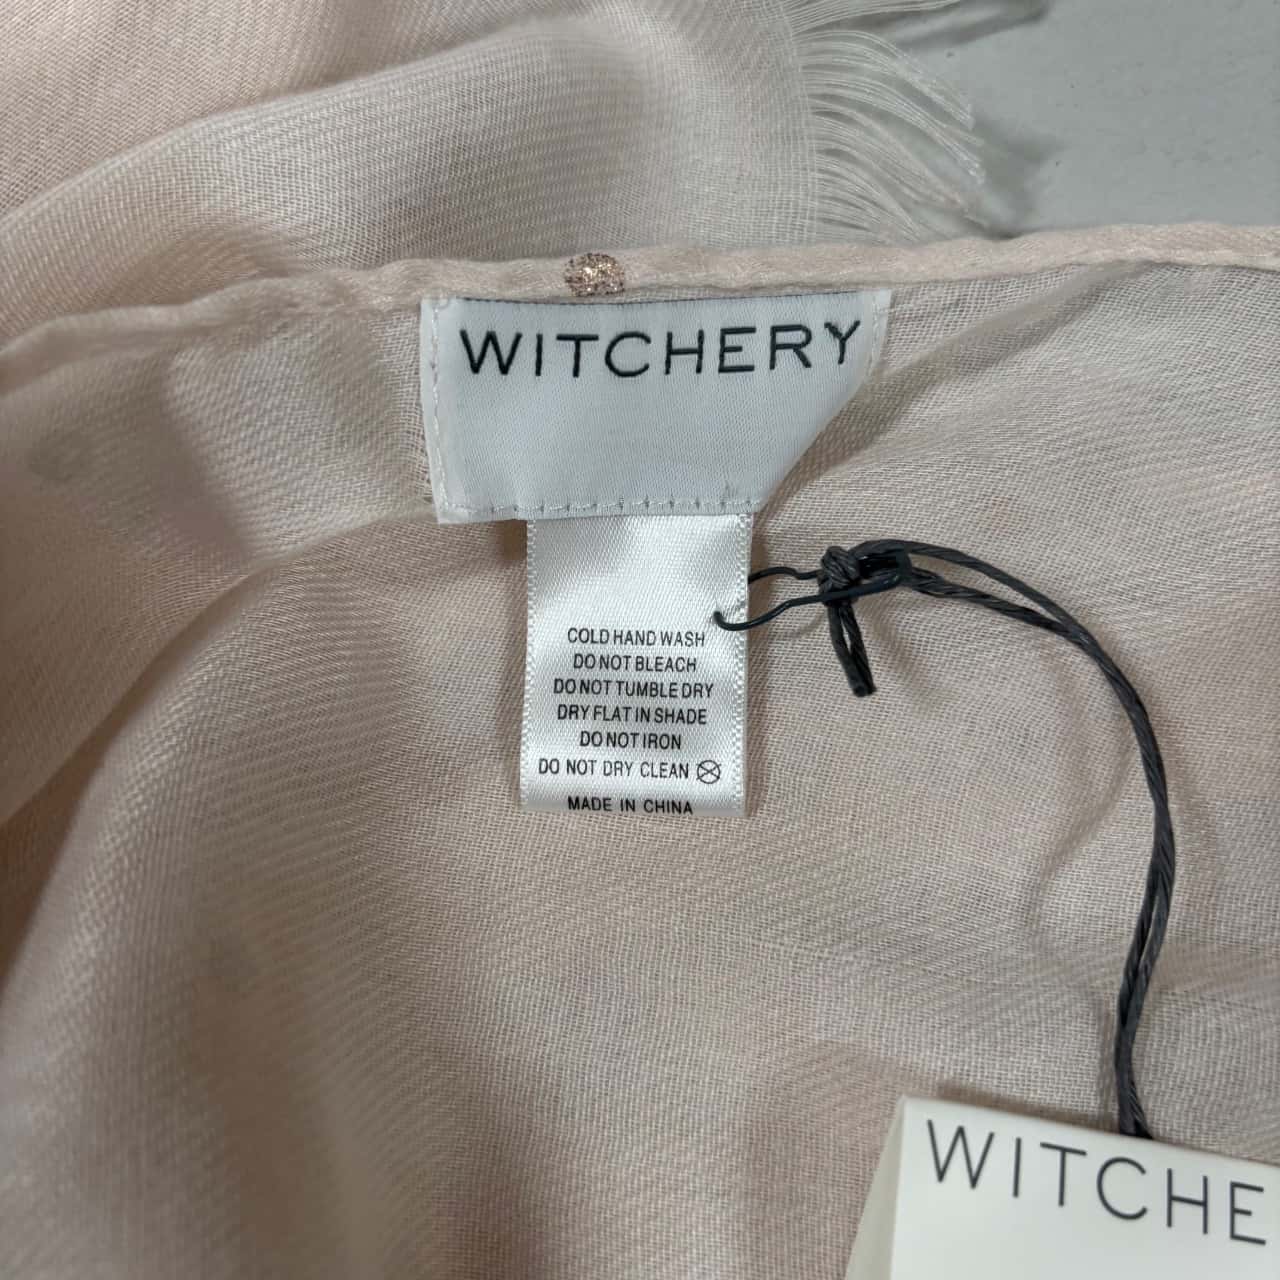 WITCHERY
COLD HAND WASH
DO NOT BLEACH
DO NOT TUMBLE DRY
DRY FLAT IN SHADE
DO NOT IRON
DO NOT DRY CLEAN
MADE IN CHINA
WITCHE